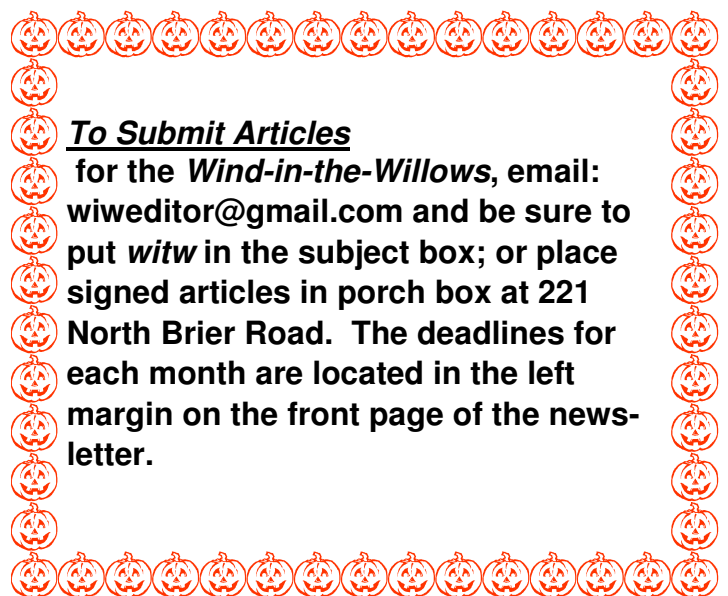 To Submit Articles
for the Wind-in-the-Willows, email:
wiweditor@gmail.com and be sure to
put witw in the subject box; or place
signed articles in porch box at 221
North Brier Road.  The deadlines for
each month are located in the left
margin on the front page of the news-
letter.